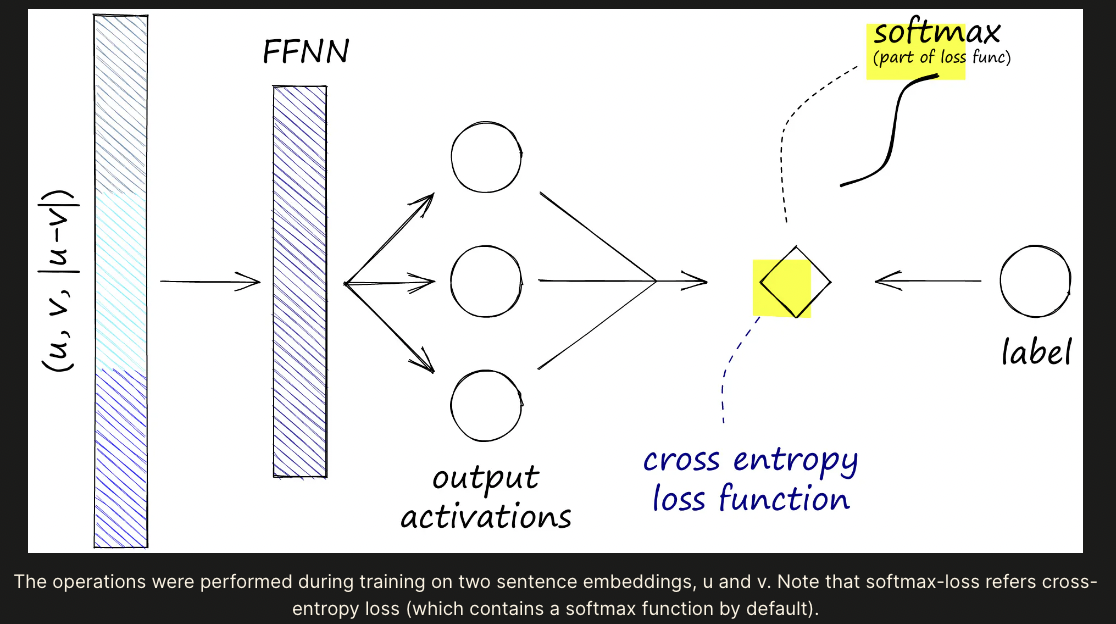 softmax
(part of loss func)
FFNN
(u, v, |u-v|)
label
cross entropy
loss function
output
activations
The operations were performed during training on two sentence embeddings, u and v. Note that softmax-loss refers cross-
entropy loss (which contains a softmax function by default).